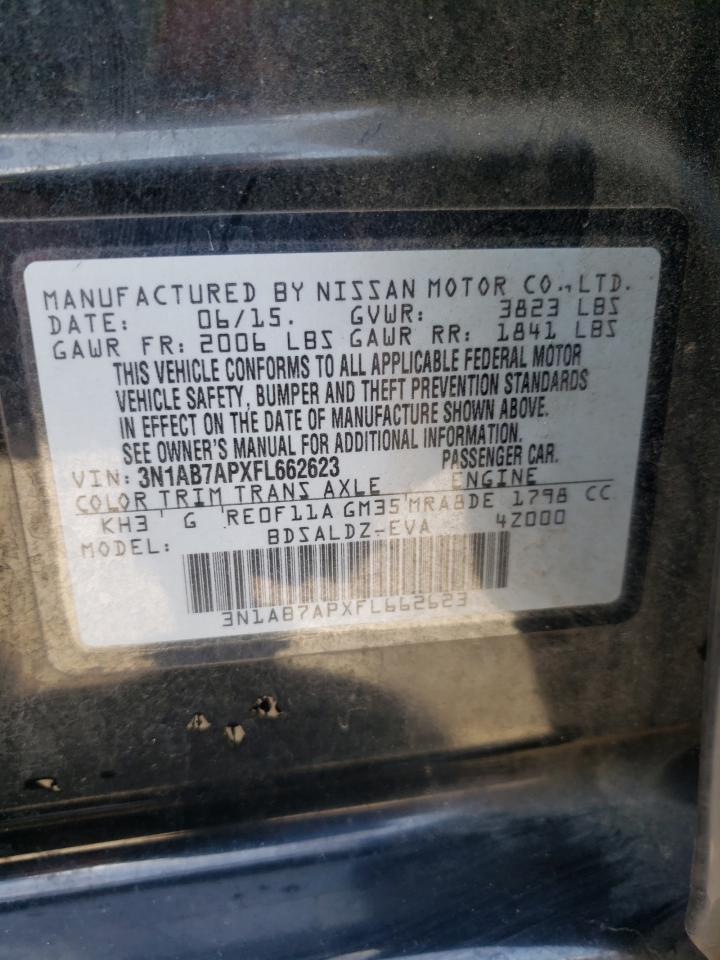 MANUFACTURED BY NISSAN MOTOR CO.,LTD.
DATE: 06/15. GVWR: 3823 LBS
GAWR FR: 2006 LBS GAWR RR: 1841 LBS
THIS VEHICLE CONFORMS TO ALL APPLICABLE FEDERAL MOTOR
VEHICLE SAFETY, BUMPER AND THEFT PREVENTION STANDARDS
IN EFFECT ON THE DATE OF MANUFACTURE SHOWN ABOVE.
SEE OWNER'S MANUAL FOR ADDITIONAL INFORMATION.
VIN: 3N1AB7APXFL662623 PASSENGER CAR.
COLOR TRIM TRANS AXLE ENGINE
KH3 G RE0F11A GM35 MRA8DE 1798 CC
MODEL: BDSALDZ-EVA 4Z000
3N1AB7APXFL662623